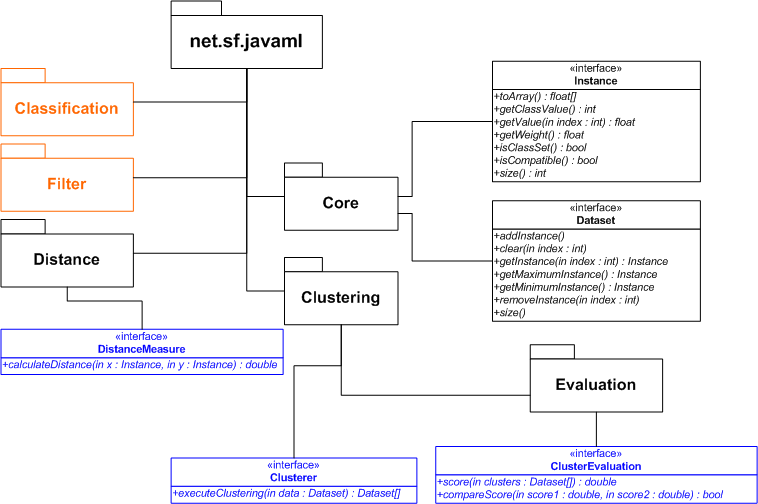 net.sf.javaml
Classification
Filter
Distance
«interface»
DistanceMeasure
+calculateDistance(in x : Instance, in y : Instance) : double
Core
Clustering
«interface»
Instance
+toArray() : float[]
+getClassValue() : int
+getValue(in index : int) : float
+getWeight() : float
+isClassSet() : bool
+isCompatible() : bool
+size() : int
«interface»
Dataset
+addInstance()
+clear(in index : int)
+getInstance(in index : int) : Instance
+getMaximumInstance() : Instance
+getMinimumInstance() : Instance
+removeInstance(in index : int)
+size()
Evaluation
«interface»
Clusterer
+executeClustering(in data : Dataset) : Dataset[]
«interface»
ClusterEvaluation
+score(in clusters : Dataset[]) : double
+compareScore(in score1 : double, in score2 : double) : bool